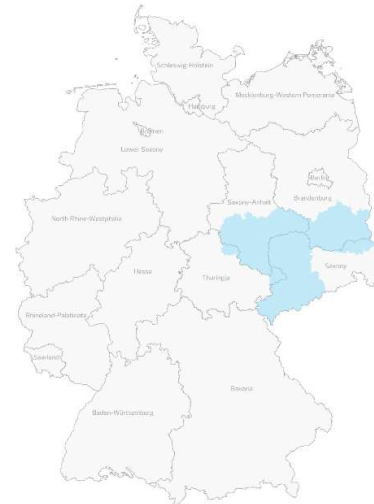 Schleswig-Holstein
Hamburg
Mecklenburg-Western Pomerania
Bremen
Lower Saxony
Berlin
Brandenburg
Saxony-Anhalt
North Rhine-Westphalia
Hesse
Thuringia
Saxony
Rhineland-Palatinate
Saarland
Bavaria
Baden-Württemberg